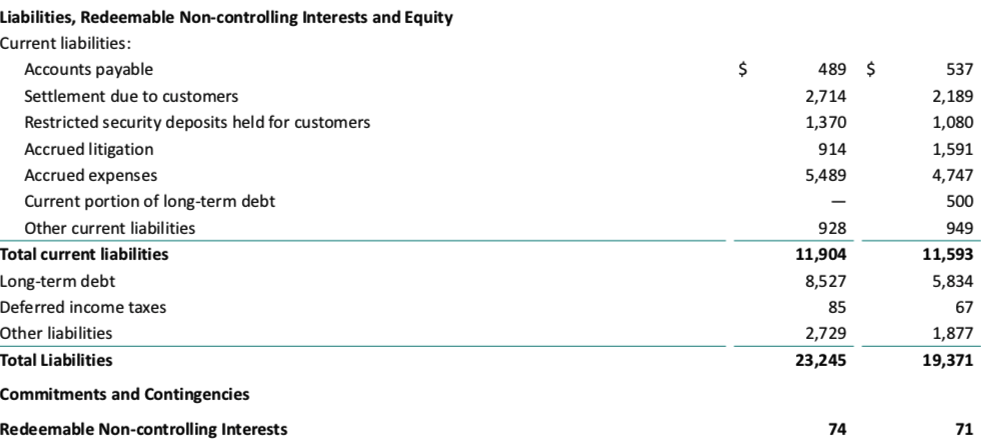 Liabilities, Redeemable Non-controlling Interests and Equity
Current liabilities:
Accounts payable $ 489 $ 537
Settlement due to customers 2,714 2,189
Restricted security deposits held for customers 1,370 1,080
Accrued litigation 914 1,591
Accrued expenses 5,489 4,747
Current portion of long-term debt — 500
Other current liabilities 928 949
Total current liabilities 11,904 11,593
Long-term debt 8,527 5,834
Deferred income taxes 85 67
Other liabilities 2,729 1,877
Total Liabilities 23,245 19,371
Commitments and Contingencies
Redeemable Non-controlling Interests 74 71